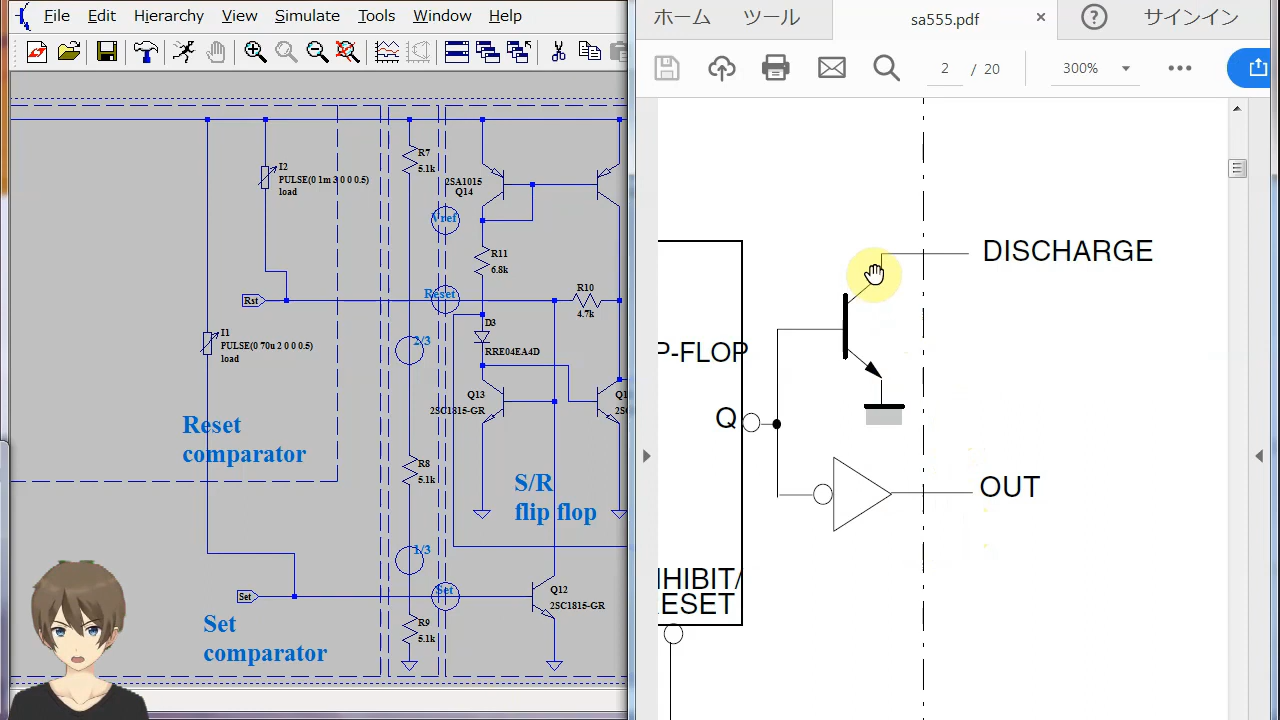 File Edit Hierarchy View Simulate Tools Window Help
ホーム ツール sa555.pdf × ? サインイン
2 / 20 300%
I2
PULSE(0 1m 3 0 0 0.5)
load
R7
5.1k
2SA1015
Q14
Vref
R11
6.8k
Rst
Reset
R10
4.7k
I1
PULSE(0 70u 2 0 0 0.5)
load
2/3
D3
RRE04EA4D
Q13
2SC1815-GR
Reset
comparator
R8
5.1k
S/R
flip flop
1/3
Set
Set
Q12
2SC1815-GR
Set
comparator
R9
5.1k
DISCHARGE
P-FLOP
Q
OUT
HIBIT/
ESET